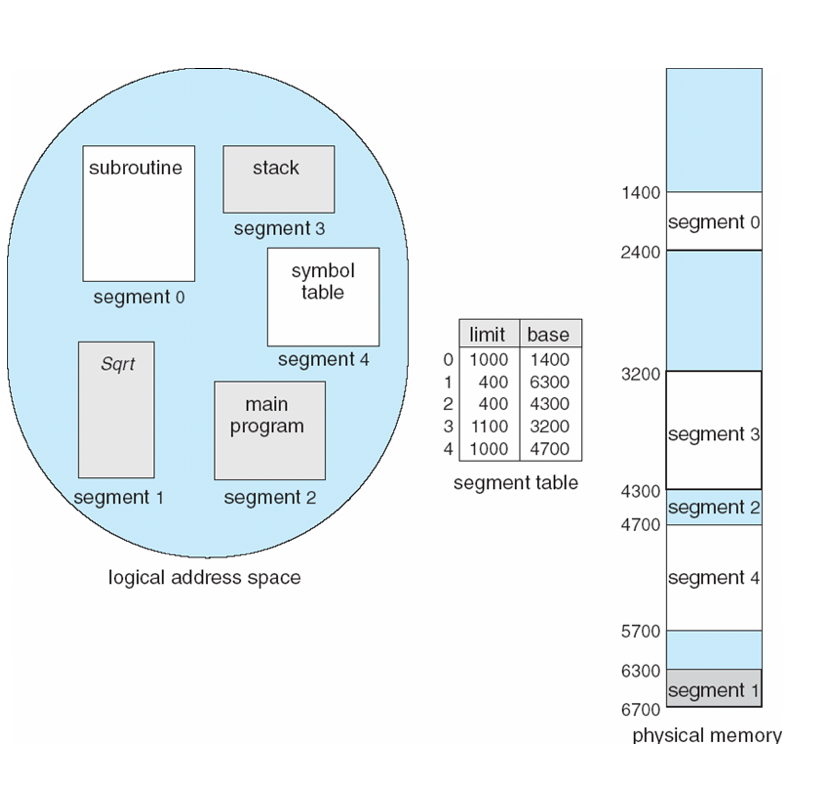 subroutine
segment 0
stack
segment 3
symbol
table
segment 4
Sqrt
segment 1
main
program
segment 2
logical address space
limit base
0 1000 1400
1 400 6300
2 400 4300
3 1100 3200
4 1000 4700
segment table
1400
segment 0
2400
3200
segment 3
4300
segment 2
4700
segment 4
5700
6300
segment 1
6700
physical memory